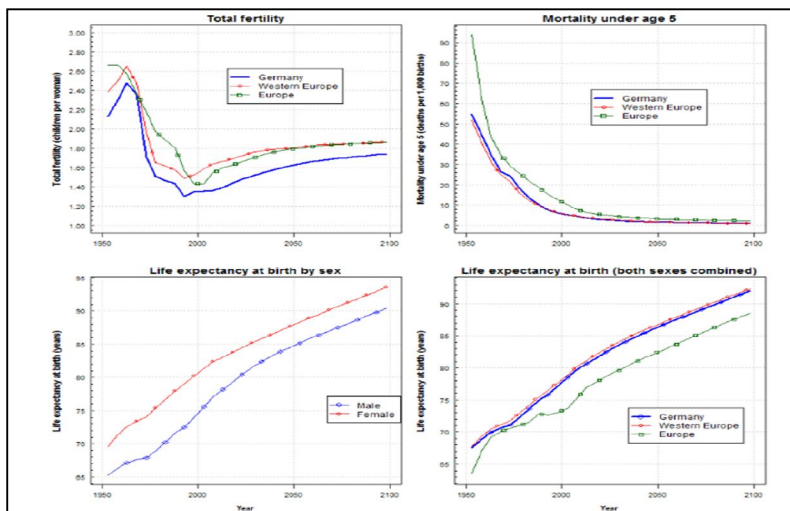 Total fertility
Total fertility (children per woman)
3.00
2.80
2.60
2.40
2.20
2.00
1.80
1.60
1.40
1.20
1.00
Germany
Western Europe
Europe
1950
2000
2050
2100
Mortality under age 5
Mortality under age 5 (deaths per 1,000 births)
90
80
70
60
50
40
30
20
10
0
Germany
Western Europe
Europe
1950
2000
2050
2100
Life expectancy at birth by sex
Life expectancy at birth (years)
95
90
85
80
75
70
65
Male
Female
1950
2000
2050
2100
Year
Life expectancy at birth (both sexes combined)
Life expectancy at birth (years)
90
85
80
75
70
65
Germany
Western Europe
Europe
1950
2000
2050
2100
Year